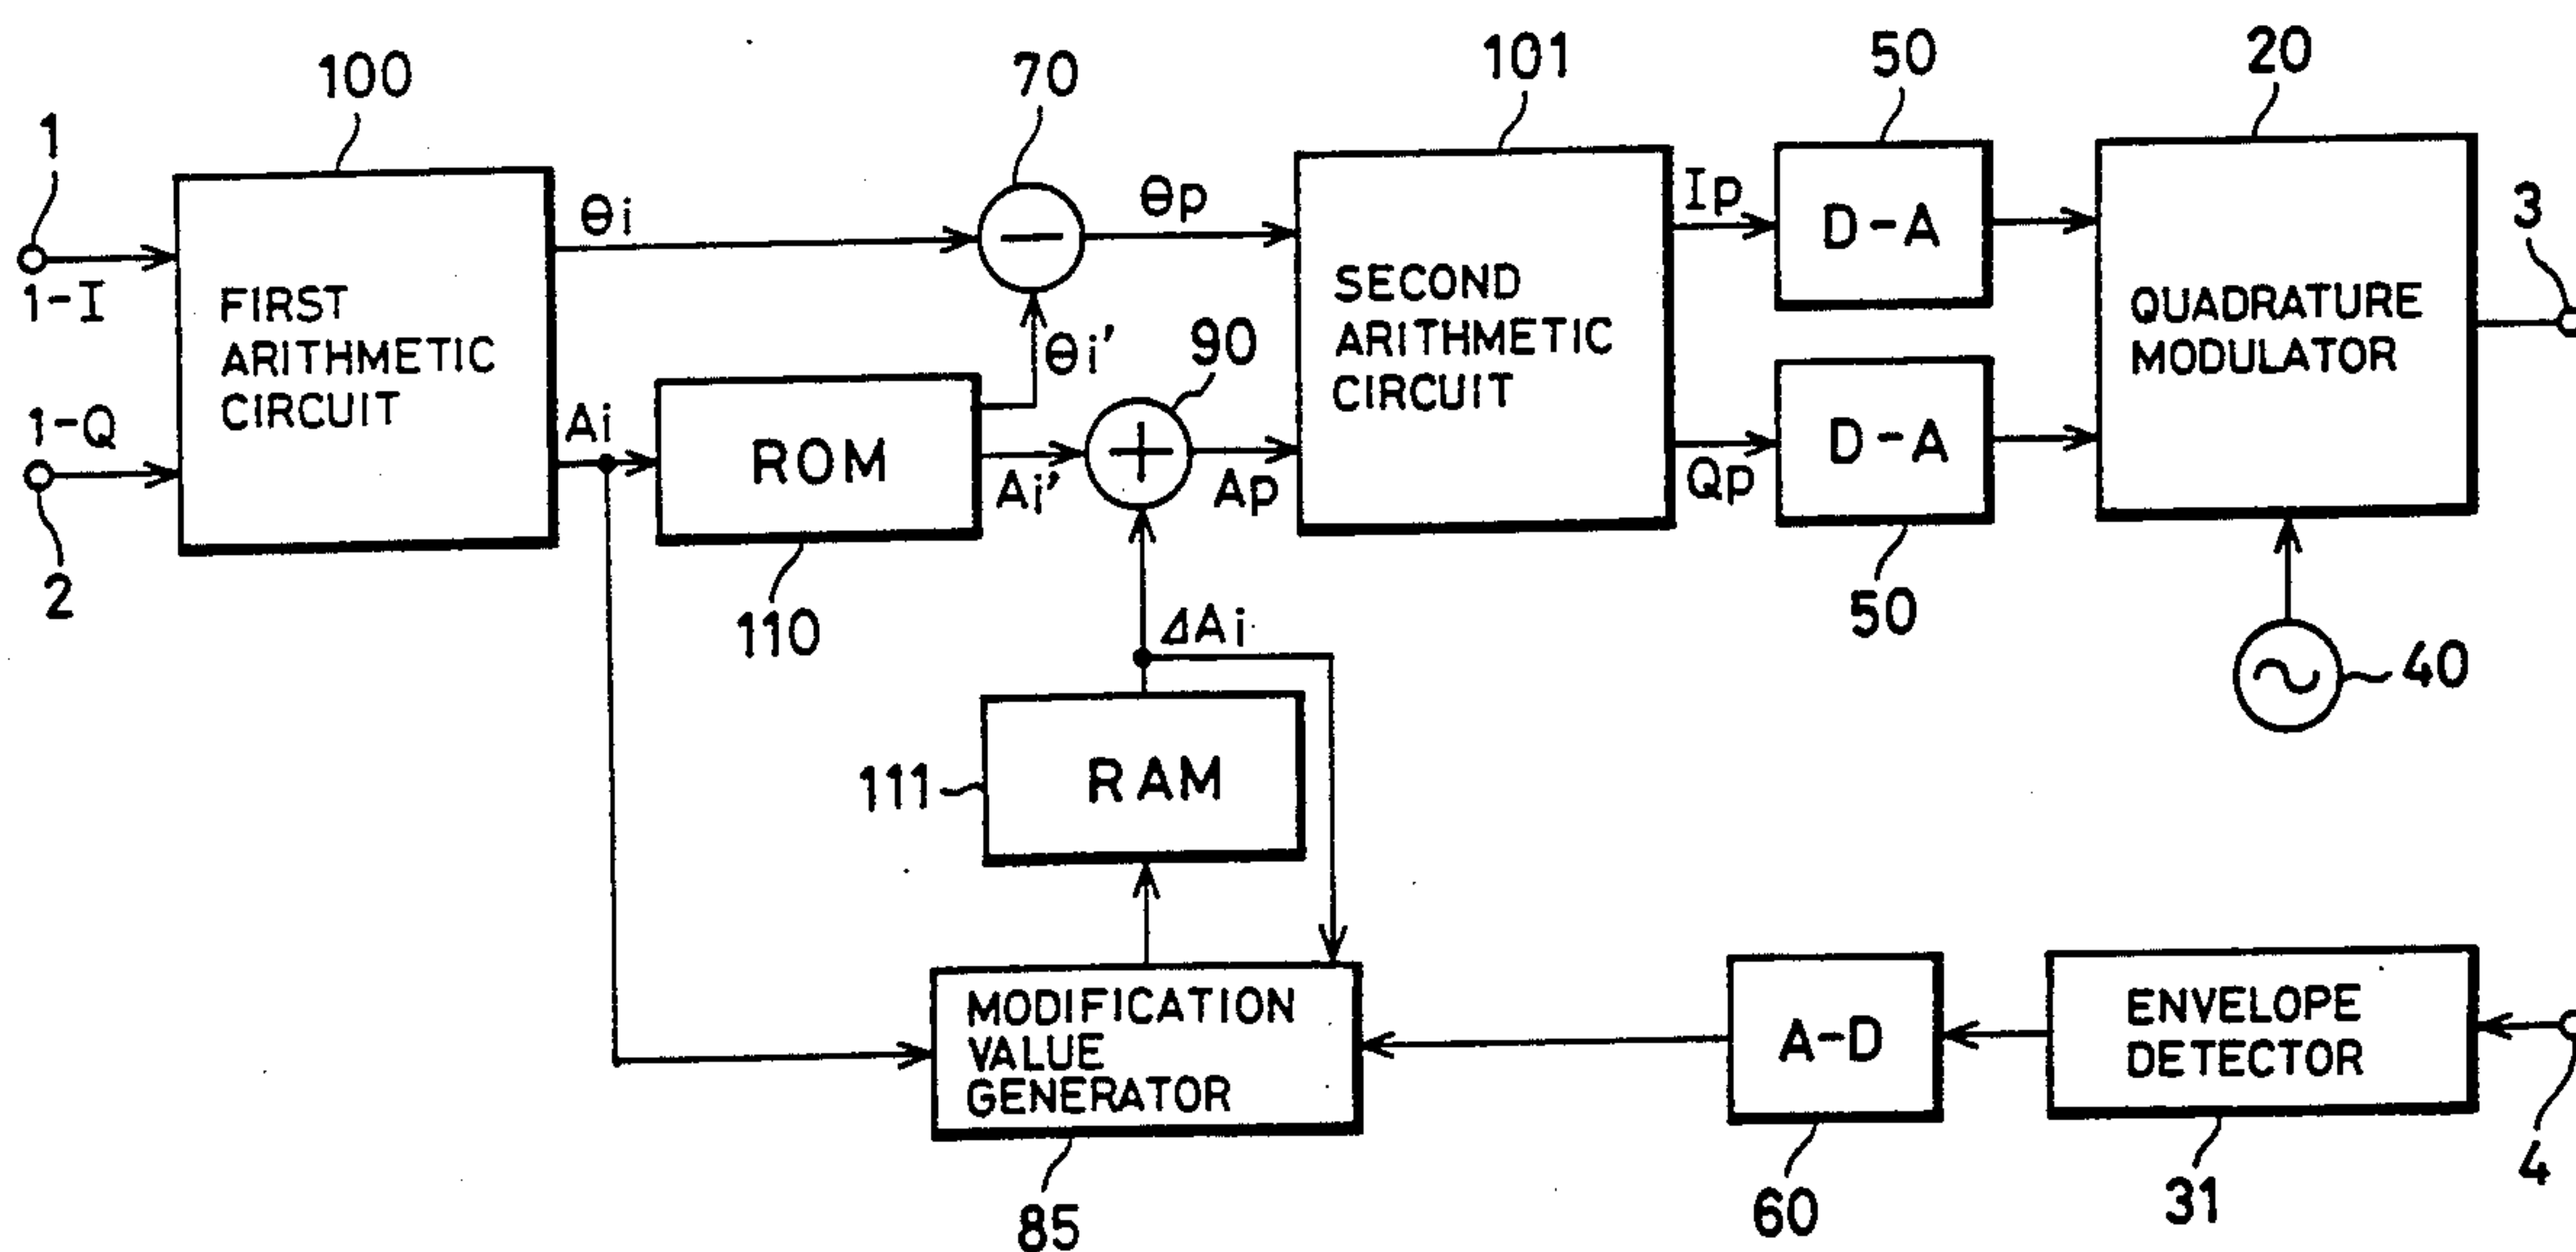 100
70
101
50
20
1
1-I
FIRST
ARITHMETIC
CIRCUIT
θi
θp
SECOND
ARITHMETIC
CIRCUIT
Ip
D-A
QUADRATURE
MODULATOR
3
1-Q
2
Ai
ROM
110
θi'
Ai'
90
Ap
Qp
D-A
50
40
ΔAi
111
RAM
MODIFICATION
VALUE
GENERATOR
85
A-D
60
ENVELOPE
DETECTOR
31
4